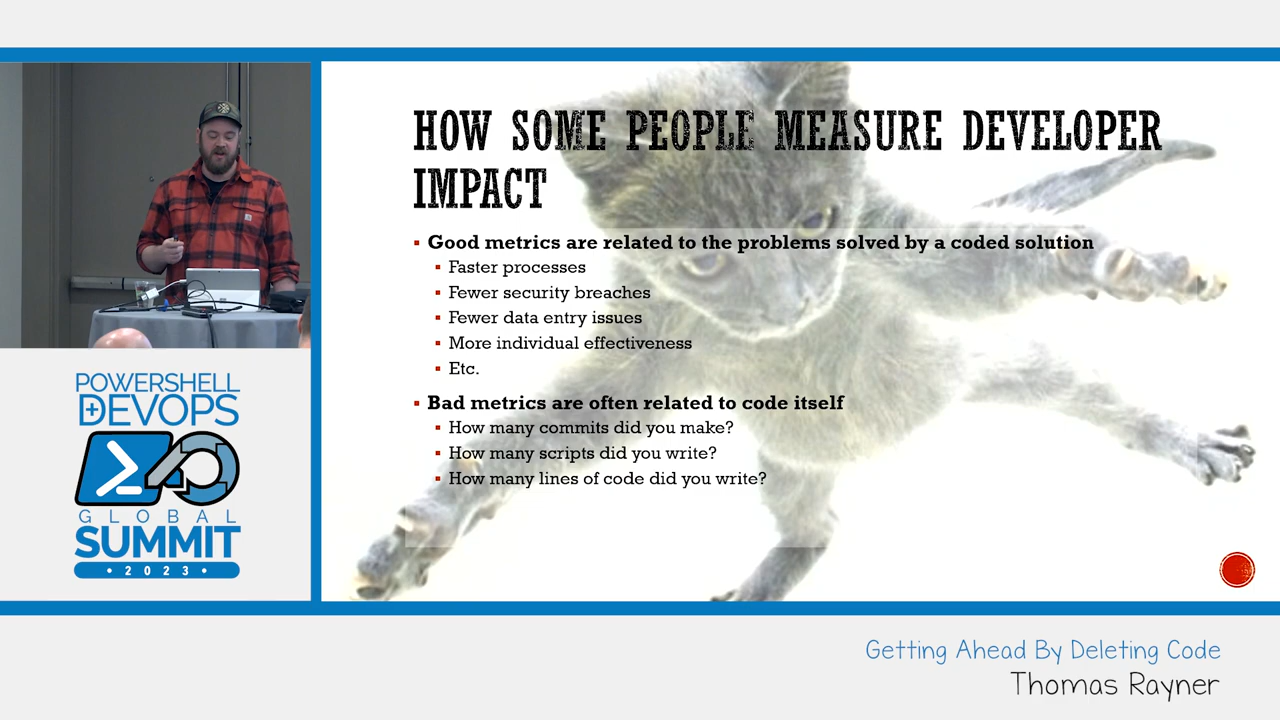 HOW SOME PEOPLE MEASURE DEVELOPER
IMPACT
Good metrics are related to the problems solved by a coded solution
Faster processes
Fewer security breaches
Fewer data entry issues
More individual effectiveness
Etc.
Bad metrics are often related to code itself
How many commits did you make?
How many scripts did you write?
How many lines of code did you write?
POWERSHELL
+DEVOPS
GLOBAL
SUMMIT
• 2023 •
Getting Ahead By Deleting Code
Thomas Rayner